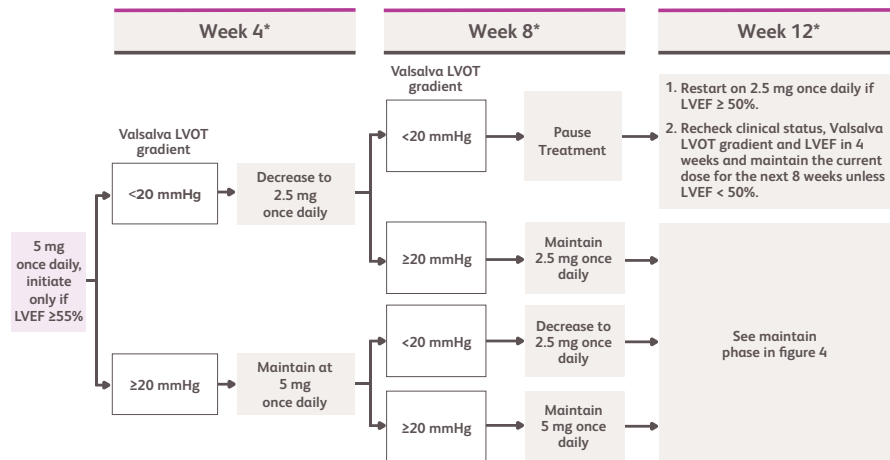 Week 4*
Week 8*
Week 12*
5 mg
once daily,
initiate
only if
LVEF ≥55%
Valsalva LVOT
gradient
<20 mmHg
Decrease to
2.5 mg
once daily
≥20 mmHg
Maintain at
5 mg
once daily
Valsalva LVOT
gradient
<20 mmHg
Pause
Treatment
≥20 mmHg
Maintain
2.5 mg once
daily
<20 mmHg
Decrease to
2.5 mg once
daily
≥20 mmHg
Maintain
5 mg once
daily
1. Restart on 2.5 mg once daily if
LVEF ≥ 50%.
2. Recheck clinical status, Valsalva
LVOT gradient and LVEF in 4
weeks and maintain the current
dose for the next 8 weeks unless
LVEF < 50%.
See maintain
phase in figure 4